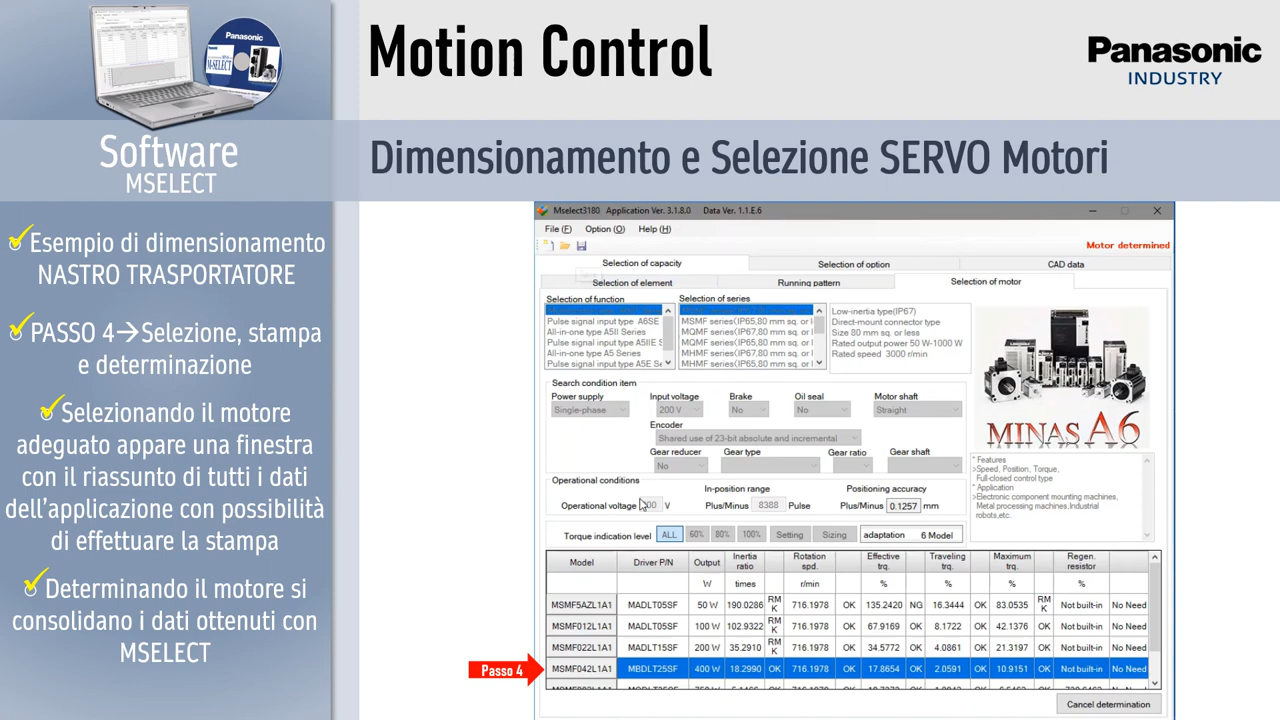 Motion Control
Panasonic
INDUSTRY
Panasonic
M-SELECT
Software
MSELECT
Dimensionamento e Selezione SERVO Motori
Esempio di dimensionamento
NASTRO TRASPORTATORE
PASSO 4→Selezione, stampa
e determinazione
Selezionando il motore
adeguato appare una finestra
con il riassunto di tutti i dati
dell'applicazione con possibilità
di effettuare la stampa
Determinando il motore si
consolidano i dati ottenuti con
MSELECT
Mselect3180 Application Ver. 3.1.8.0 Data Ver. 1.1.E.6
File (F) Option (O) Help (H)
Motor determined
Selection of capacity Selection of option CAD data
Selection of element Running pattern Selection of motor
Selection of function Selection of series
Pulse signal input type A6SE
All-in-one type A5II Series
Pulse signal input type A5IIE S
All-in-one type A5 Series
Pulse signal input type A5E Se
MSMF series(IP65,80 mm sq. or l
MQMF series(IP65,80 mm sq. or l
MQMF series(IP67,80 mm sq. or l
MHMF series(IP65,80 mm sq. or l
MHMF series(IP67,80 mm sq. or l
Low-inertia type(IP67)
Direct-mount connector type
Size 80 mm sq. or less
Rated output power 50 W-1000 W
Rated speed 3000 r/min
MINAS A6
Search condition item
Power supply Input voltage Brake Oil seal Motor shaft
Single-phase 200 V No No Straight
Encoder
Shared use of 23-bit absolute and incremental
Gear reducer Gear type Gear ratio Gear shaft
No
* Features
>Speed, Position, Torque,
Full-closed control type
* Application
>Electronic component mounting machines,
Metal processing machines,Industrial
robots,etc.
Operational conditions
In-position range Positioning accuracy
Operational voltage V Plus/Minus 8388 Pulse Plus/Minus 0.1257 mm
Torque indication level ALL 60% 80% 100% Setting Sizing adaptation 6 Model
Model Driver P/N Output Inertia ratio Rotation spd. Effective trq. Traveling trq. Maximum trq. Regen. resistor
W times r/min % % % %
MSMF5AZL1A1 MADLT05SF 50 W 190.0286 RMK 716.1978 OK 135.2420 NG 16.3444 OK 83.0535 RMK Not built-in No Need
MSMF012L1A1 MADLT05SF 100 W 102.9322 RMK 716.1978 OK 67.9169 OK 8.1722 OK 42.1376 OK Not built-in No Need
MSMF022L1A1 MADLT15SF 200 W 35.2910 RMK 716.1978 OK 34.5772 OK 4.0861 OK 21.3197 OK Not built-in No Need
Passo 4
MSMF042L1A1 MBDLT25SF 400 W 18.2990 OK 716.1978 OK 17.8654 OK 2.0591 OK 10.9151 OK Not built-in No Need
Cancel determination